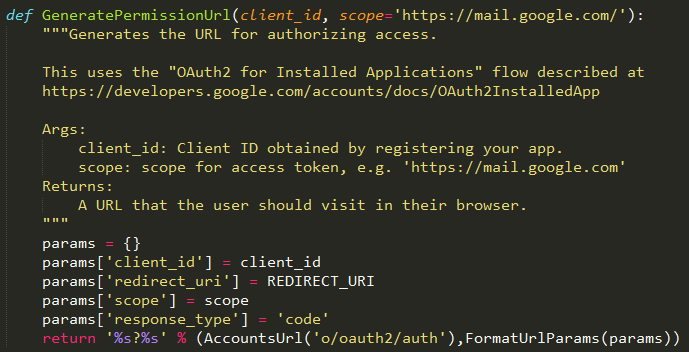 def GeneratePermissionUrl(client_id, scope='https://mail.google.com/'):
"""Generates the URL for authorizing access.
This uses the "OAuth2 for Installed Applications" flow described at
https://developers.google.com/accounts/docs/OAuth2InstalledApp
Args:
client_id: Client ID obtained by registering your app.
scope: scope for access token, e.g. 'https://mail.google.com'
Returns:
A URL that the user should visit in their browser.
"""
params = {}
params['client_id'] = client_id
params['redirect_uri'] = REDIRECT_URI
params['scope'] = scope
params['response_type'] = 'code'
return '%s?%s' % (AccountsUrl('o/oauth2/auth'),FormatUrlParams(params))